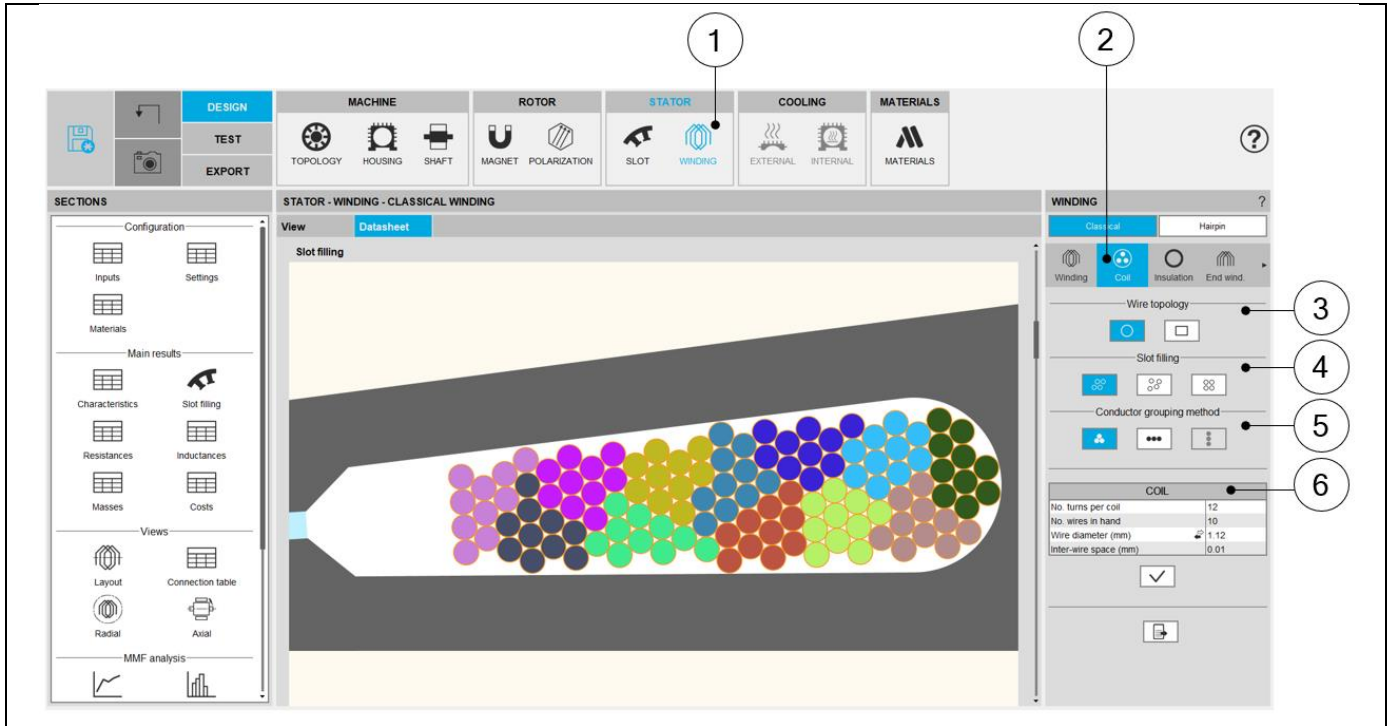 1
2
DESIGN
TEST
EXPORT
MACHINE
ROTOR
STATOR
COOLING
MATERIALS
TOPOLOGY
HOUSING
SHAFT
MAGNET
POLARIZATION
SLOT
WINDING
EXTERNAL
INTERNAL
MATERIALS
?
SECTIONS
Configuration
Inputs
Settings
Materials
Main results
Characteristics
Slot filling
Resistances
Inductances
Masses
Costs
Views
Layout
Connection table
Radial
Axial
MMF analysis
STATOR - WINDING - CLASSICAL WINDING
View
Datasheet
Slot filling
WINDING ?
Classical
Hairpin
Winding
Coil
Insulation
End wind.
Wire topology
3
Slot filling
4
Conductor grouping method
5
COIL
6
No. turns per coil 12
No. wires in hand 10
Wire diameter (mm) 1.12
Inter-wire space (mm) 0.01